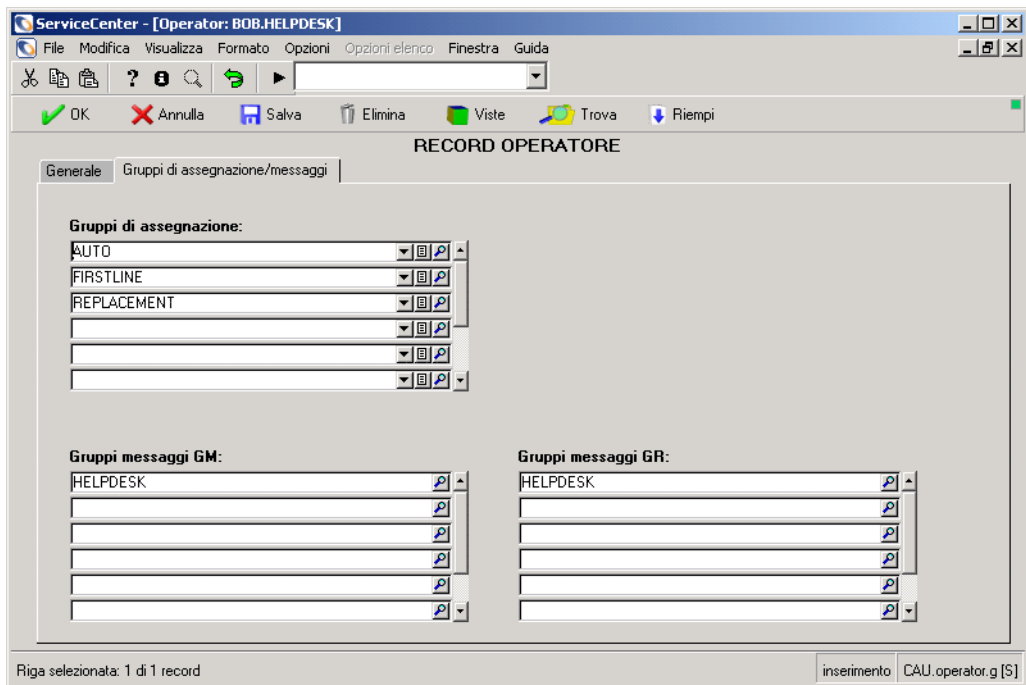 ServiceCenter - [Operator: BOB.HELPDESK]
File Modifica Visualizza Formato Opzioni Opzioni elenco Finestra Guida
OK Annulla Salva Elimina Viste Trova Riempi
RECORD OPERATORE
Generale Gruppi di assegnazione/messaggi
Gruppi di assegnazione:
AUTO
FIRSTLINE
REPLACEMENT
Gruppi messaggi GM: Gruppi messaggi GR:
HELPDESK HELPDESK
Riga selezionata: 1 di 1 record inserimento CAU.operator.g [S]